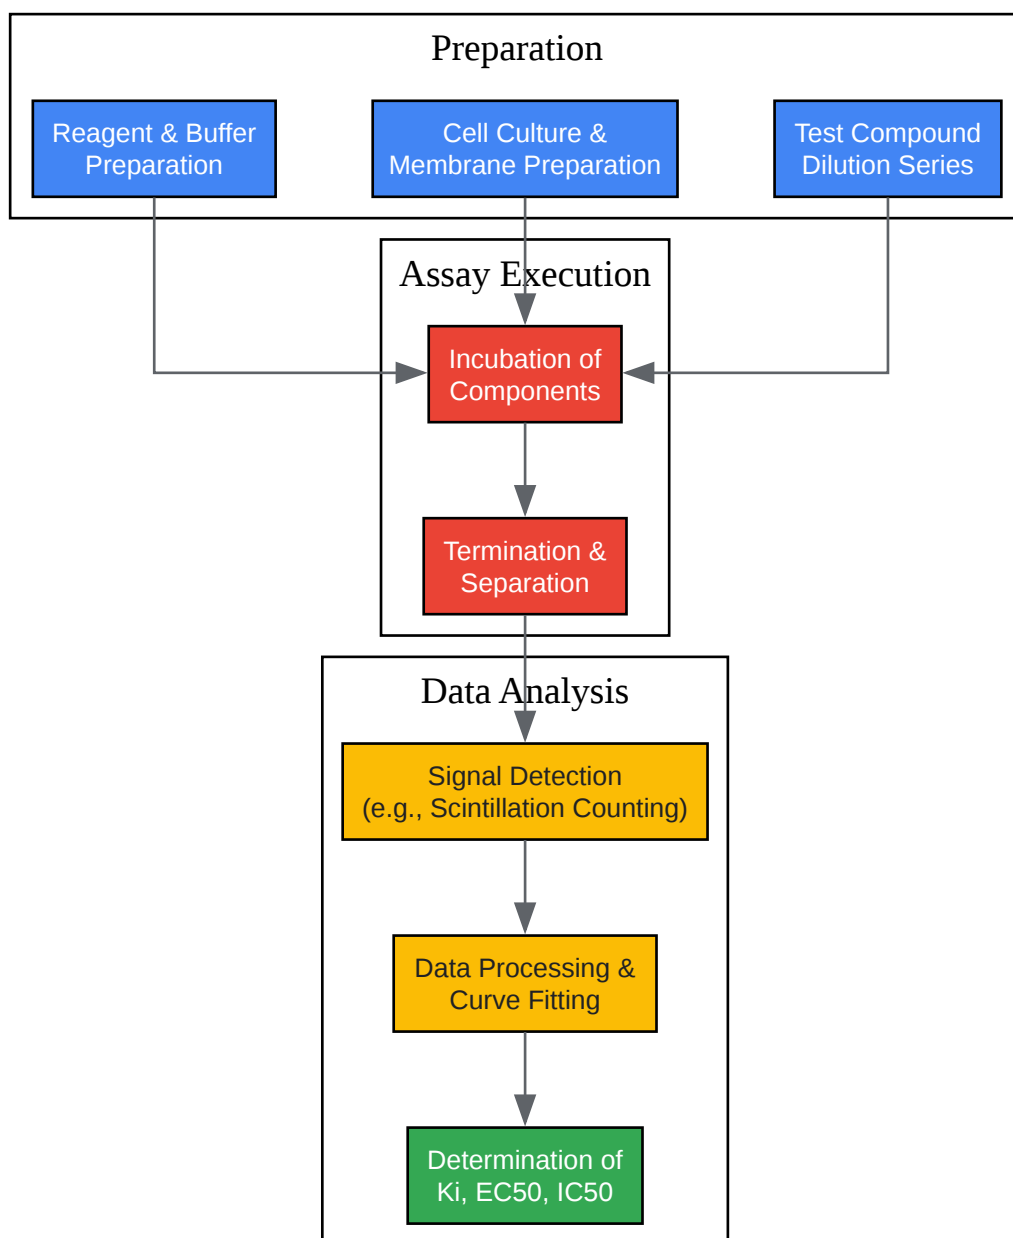 Preparation
Reagent & Buffer
Preparation
Cell Culture &
Membrane Preparation
Test Compound
Dilution Series
Assay Execution
Incubation of
Components
Termination &
Separation
Data Analysis
Signal Detection
(e.g., Scintillation Counting)
Data Processing &
Curve Fitting
Determination of
Ki, EC50, IC50